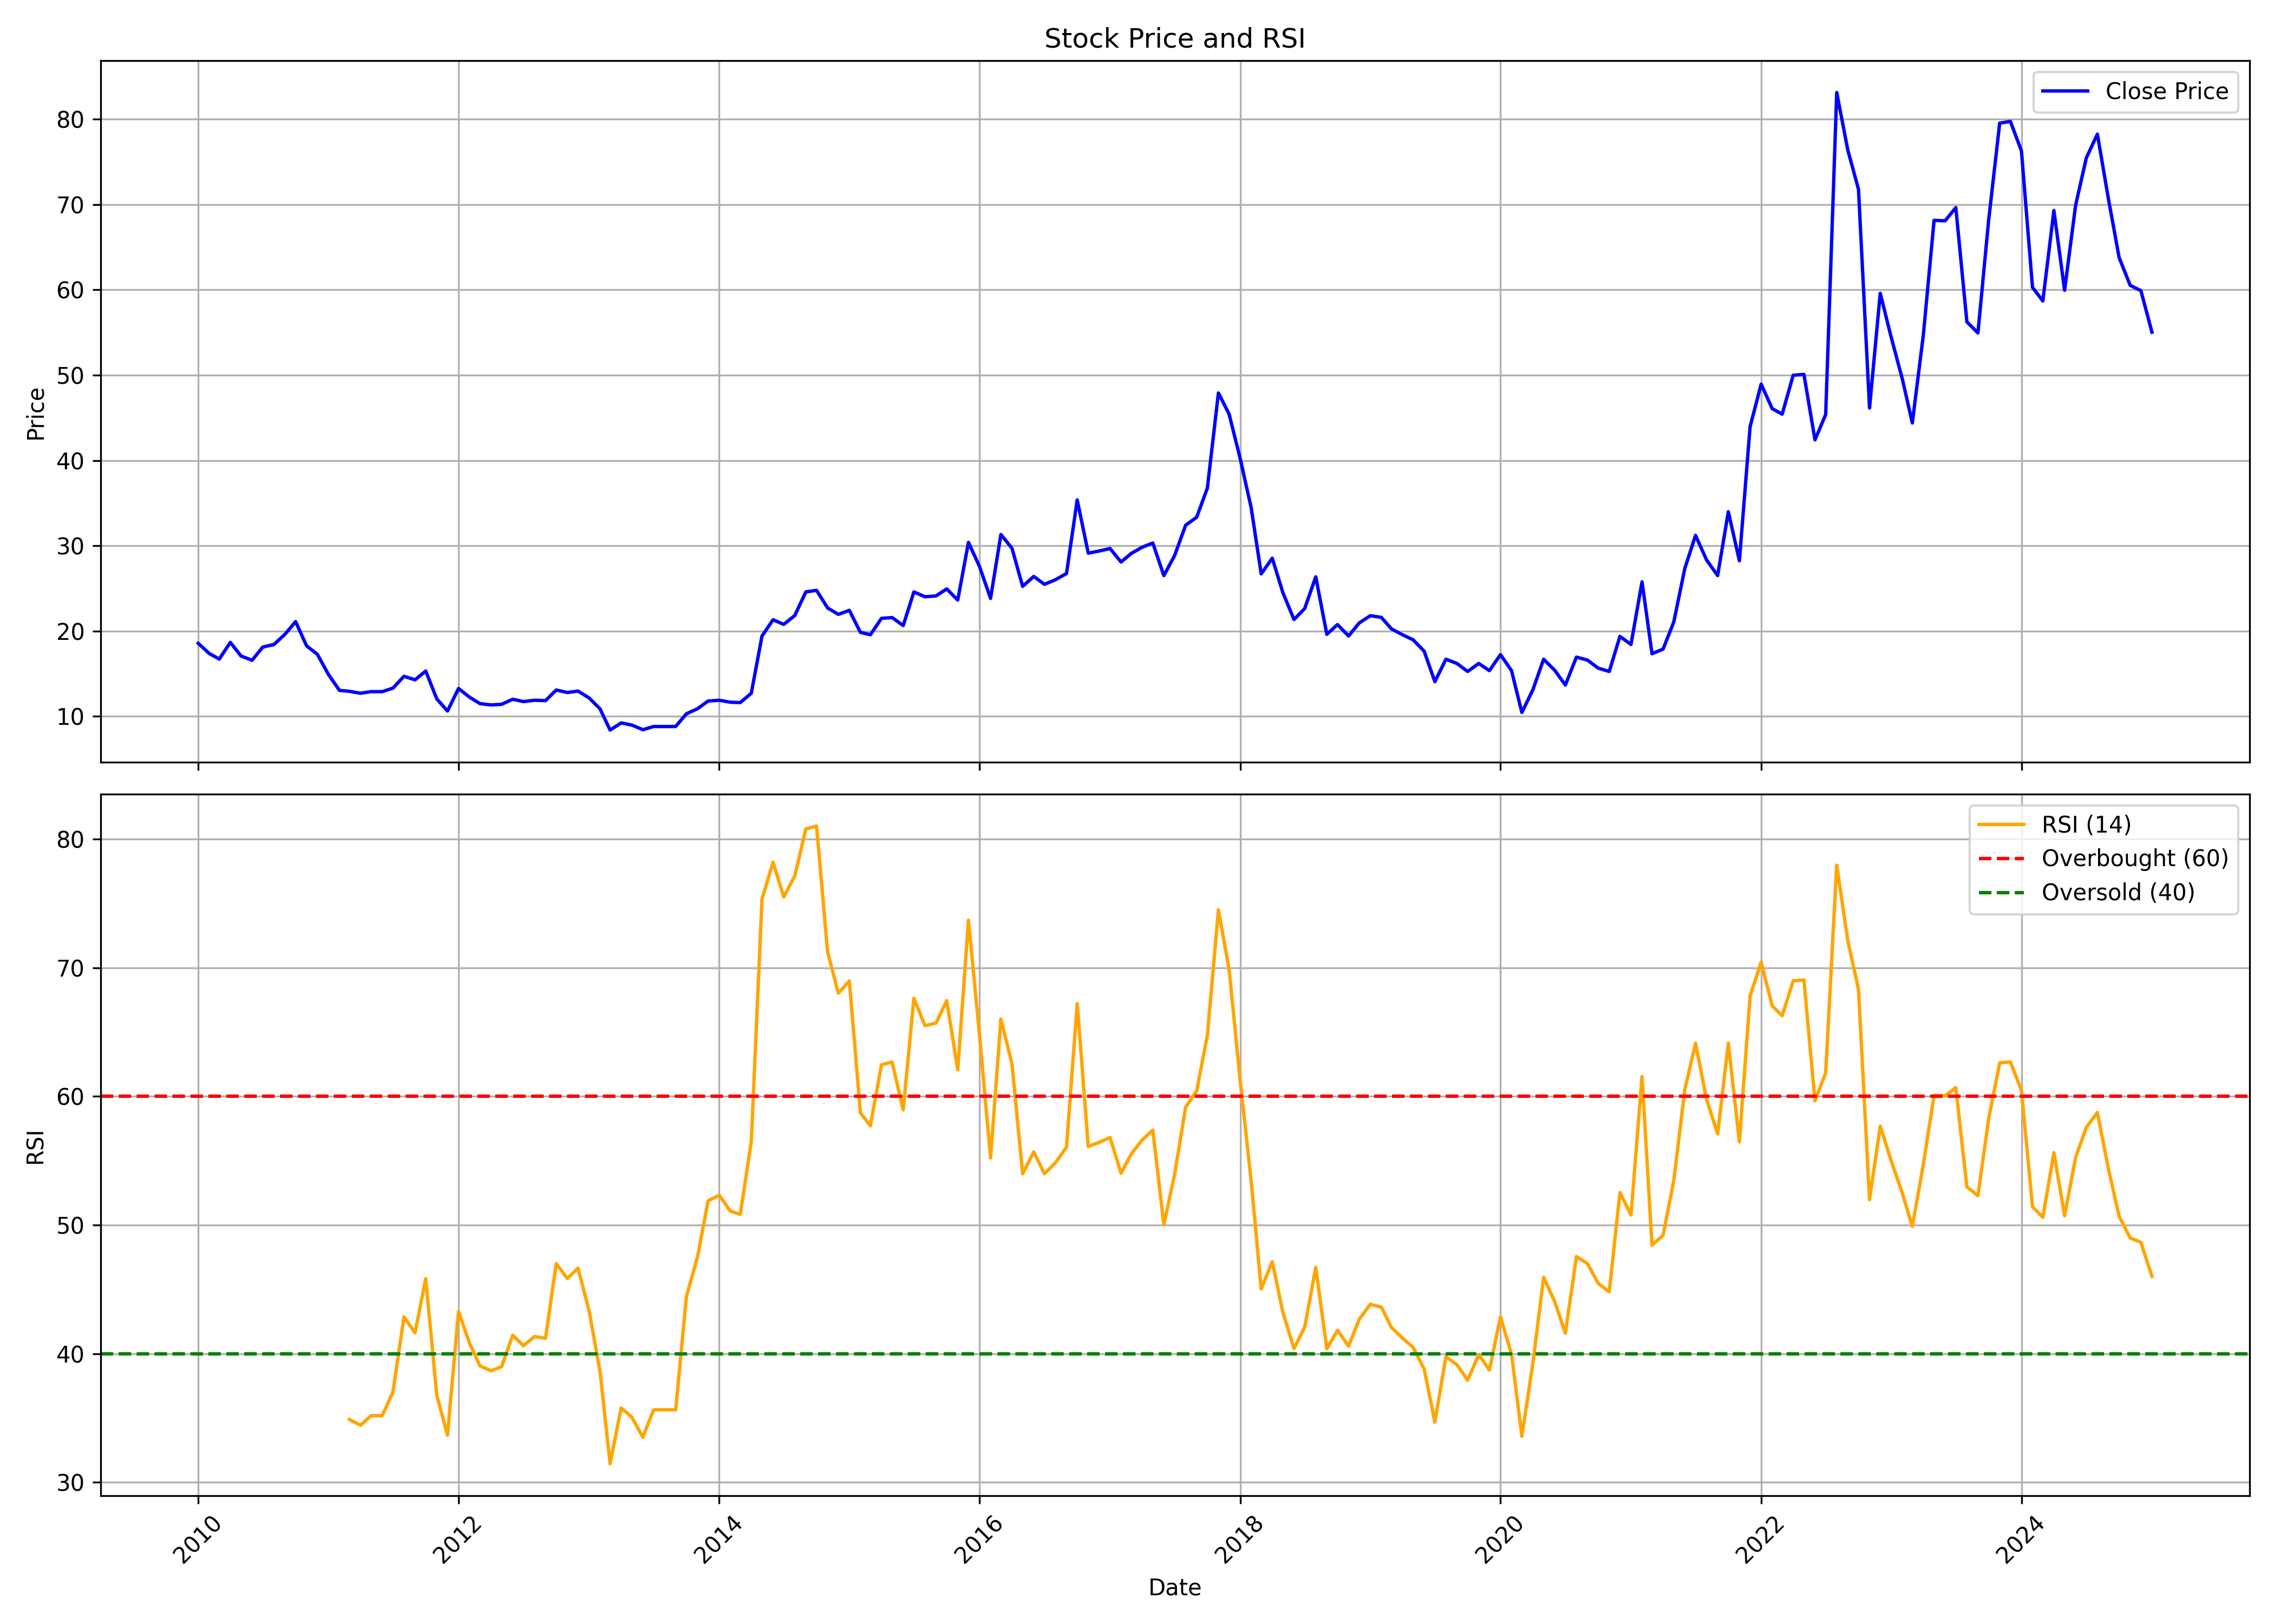 Stock Price and RSI
Close Price
80
70
60
50
40
30
20
10
Price
RSI (14)
Overbought (60)
Oversold (40)
80
70
60
50
40
30
RSI
2010
2012
2014
2016
2018
2020
2022
2024
Date